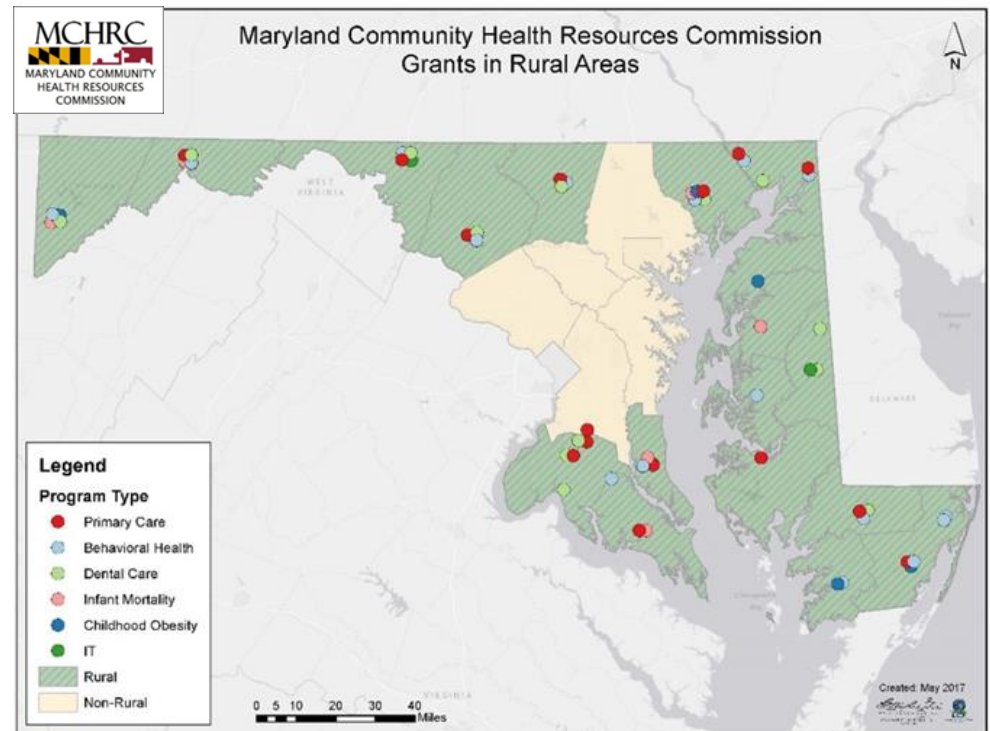 MCHRC
MARYLAND COMMUNITY
HEALTH RESOURCES
COMMISSION
Maryland Community Health Resources Commission
Grants in Rural Areas
N
WEST
VIRGINIA
DELAWARE
Legend
Program Type
Primary Care
Behavioral Health
Dental Care
Infant Mortality
Childhood Obesity
IT
Rural
Non-Rural
VIRGINIA
0 5 10 20 30 40
Miles
Created: May 2017